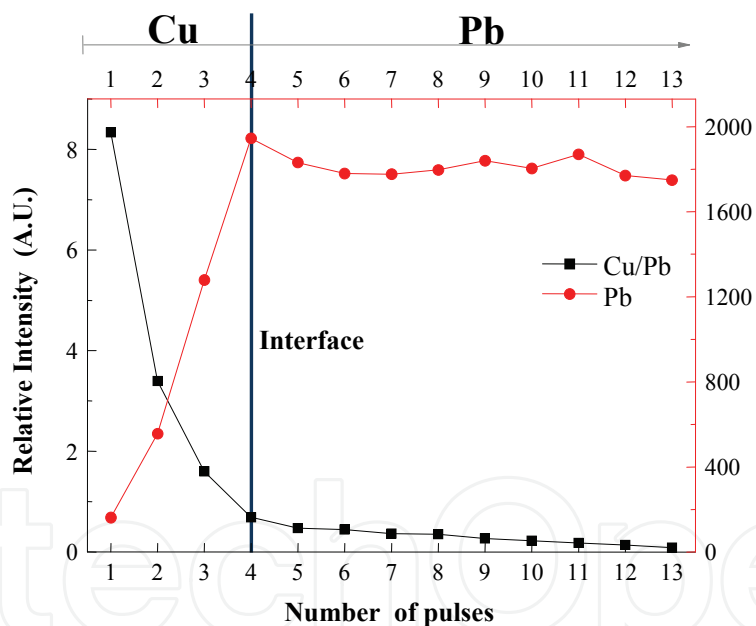 Cu Pb
1 2 3 4 5 6 7 8 9 10 11 12 13
8
6
4
2
0
2000
1600
1200
800
400
0
Relative Intensity (A.U.)
Cu/Pb
Pb
Interface
1 2 3 4 5 6 7 8 9 10 11 12 13
Number of pulses
techOpe